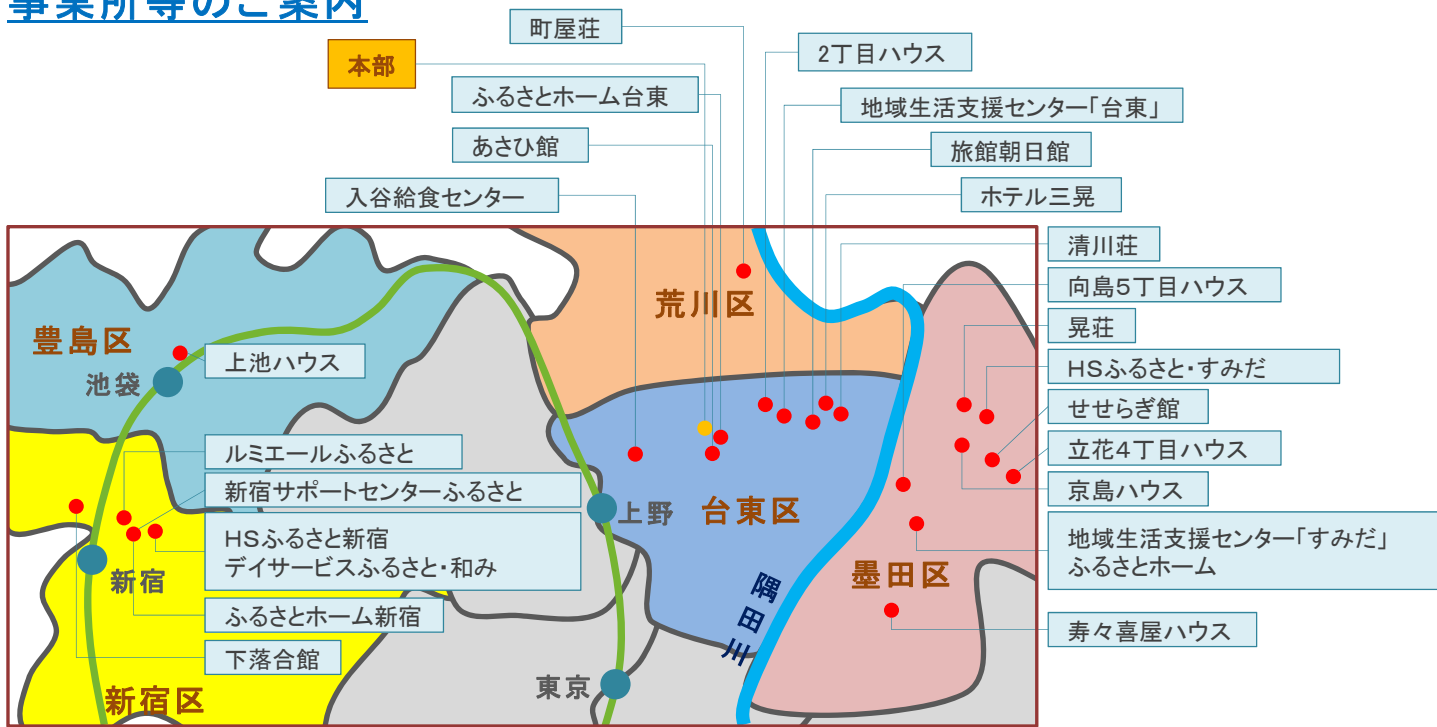 事業所等のご案内
町屋荘
本部
2丁目ハウス
ふるさとホーム台東
地域生活支援センター「台東」
あさひ館
旅館朝日館
入谷給食センター
ホテル三晃
清川荘
向島5丁目ハウス
晃荘
HSふるさと・すみだ
せせらぎ館
立花4丁目ハウス
京島ハウス
地域生活支援センター「すみだ」
ふるさとホーム
寿々喜屋ハウス
荒川区
豊島区
池袋
上池ハウス
ルミエールふるさと
新宿サポートセンターふるさと
HSふるさと新宿
デイサービスふるさと・和み
ふるさとホーム新宿
下落合館
新宿
新宿区
上野
台東区
隅田川
墨田区
東京